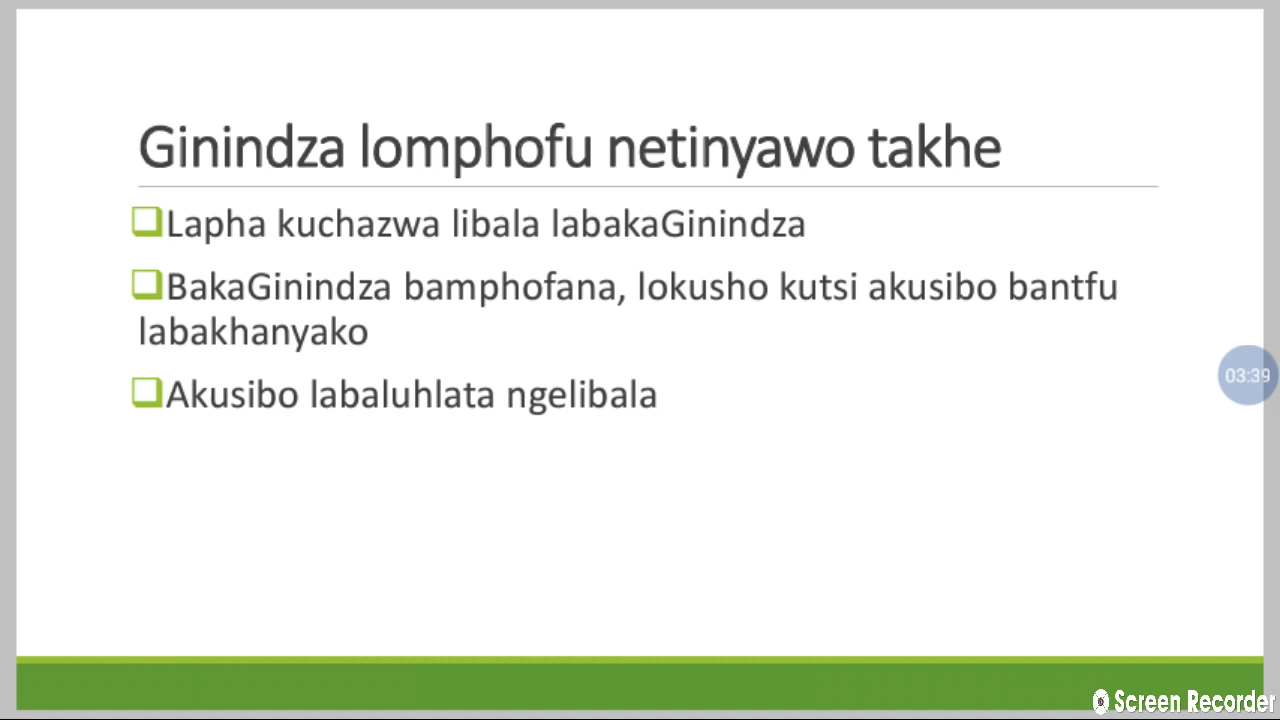 Ginindza lomphofu netinyawo takhe
Lapha kuchazwa libala labakaGinindza
BakaGinindza bamphofana, lokusho kutsi akusibo bantfu
labakhanyako
Akusibo labaluhlata ngelibala
03:39
Screen Recorder